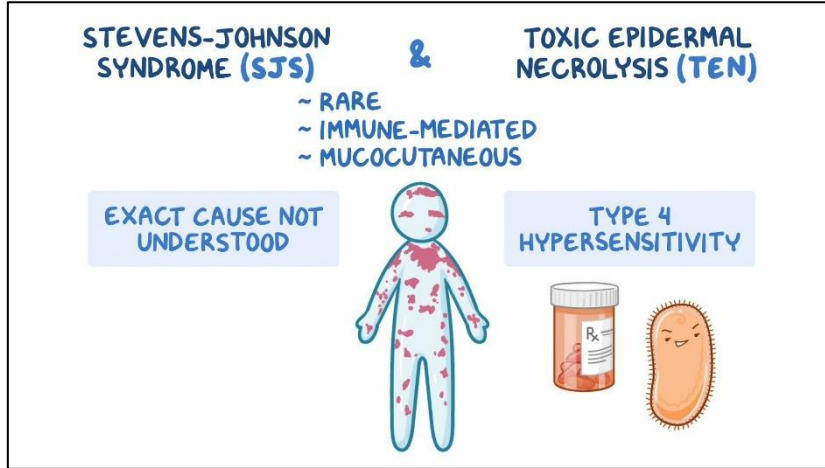 STEVENS-JOHNSON
SYNDROME (SJS)
&
TOXIC EPIDERMAL
NECROLYSIS (TEN)
~ RARE
~ IMMUNE-MEDIATED
~ MUCOCUTANEOUS
EXACT CAUSE NOT
UNDERSTOOD
TYPE 4
HYPERSENSITIVITY
Rx